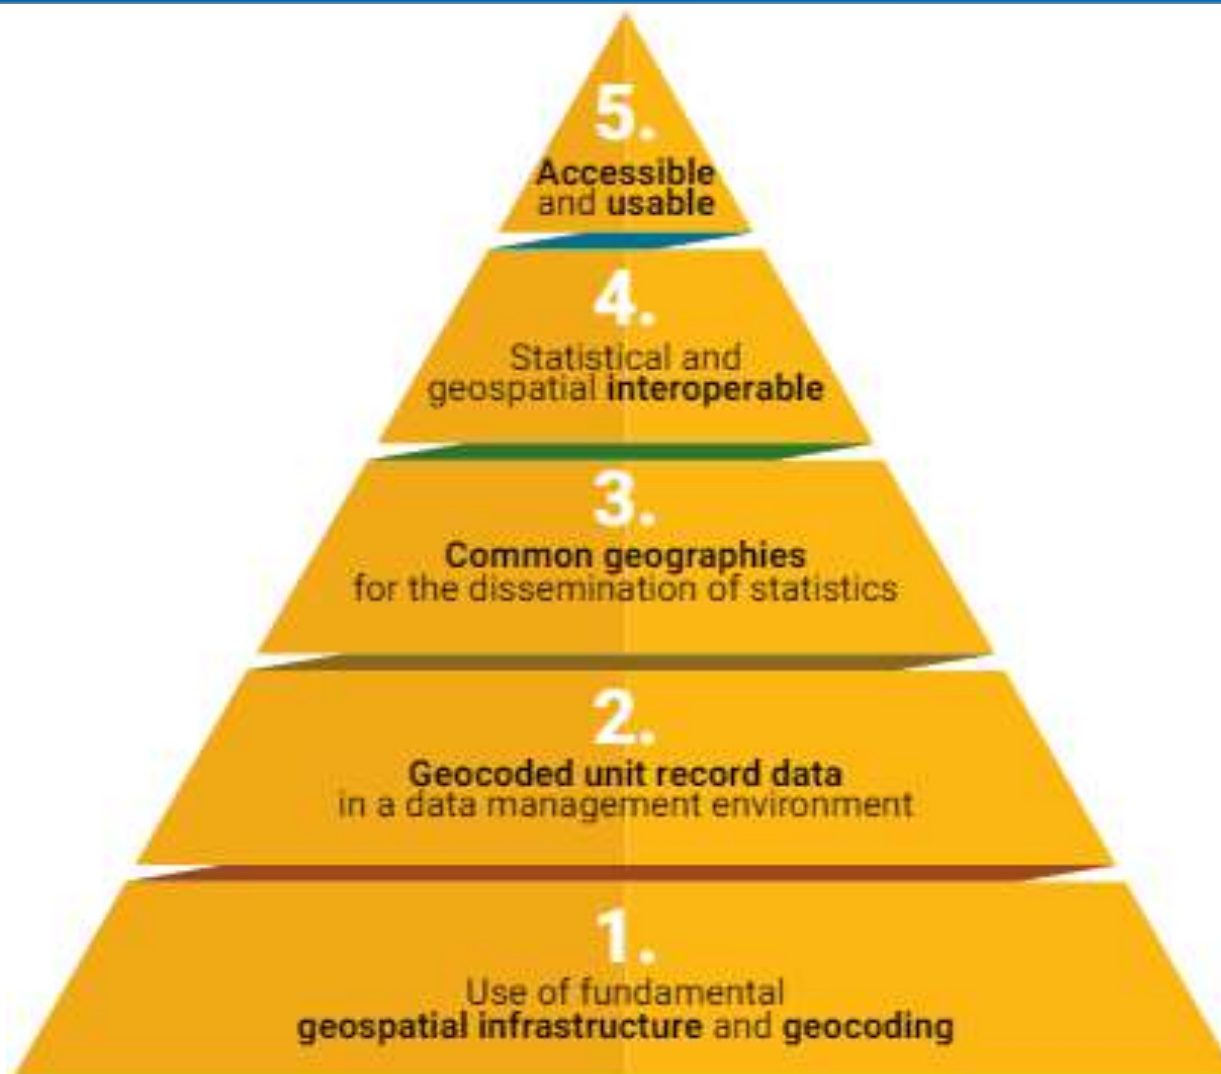 5.
Accessible
and usable
4.
Statistical and
geospatial interoperable
3.
Common geographies
for the dissemination of statistics
2.
Geocoded unit record data
in a data management environment
1.
Use of fundamental
geospatial infrastructure and geocoding